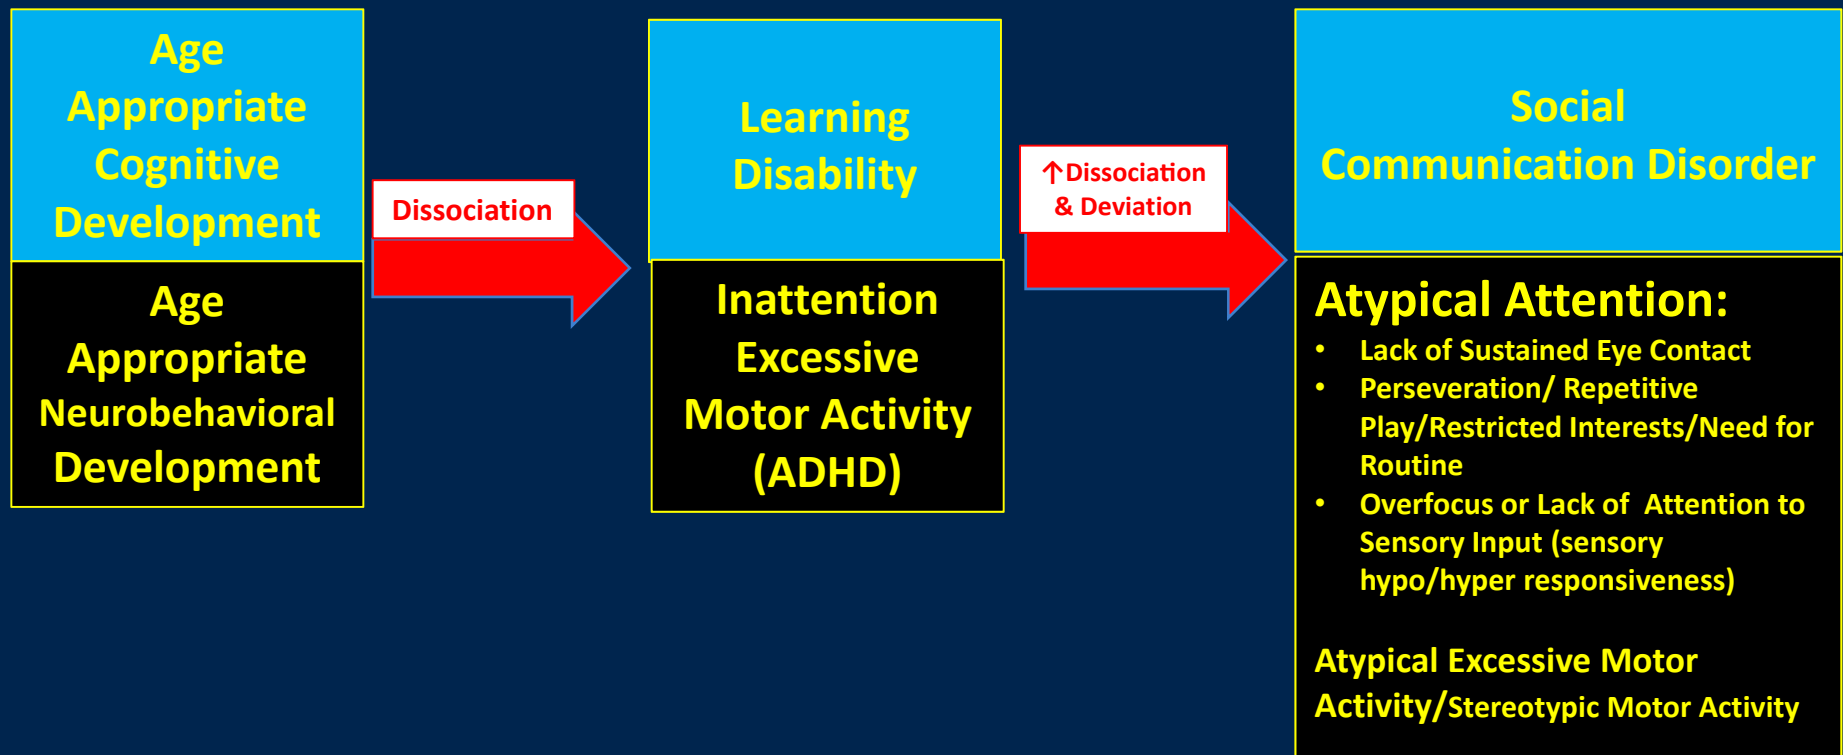 Age
Appropriate
Cognitive
Development
Age
Appropriate
Neurobehavioral
Development
Dissociation
Learning
Disability
Inattention
Excessive
Motor Activity
(ADHD)
↑Dissociation
& Deviation
Social
Communication Disorder
Atypical Attention:
• Lack of Sustained Eye Contact
• Perseveration/ Repetitive
Play/Restricted Interests/Need for
Routine
• Overfocus or Lack of Attention to
Sensory Input (sensory
hypo/hyper responsiveness)
Atypical Excessive Motor
Activity/Stereotypic Motor Activity